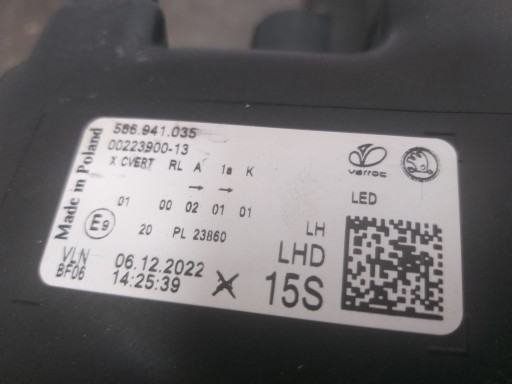 Made in Poland
586.941.035
00223900-13
X CVERT RL A 1a K
→ →
01 00 02 01 01
E9
20 PL 23860
VLN
BF06
06.12.2022
14:25:39
varroc
LED
LH
LHD
15S